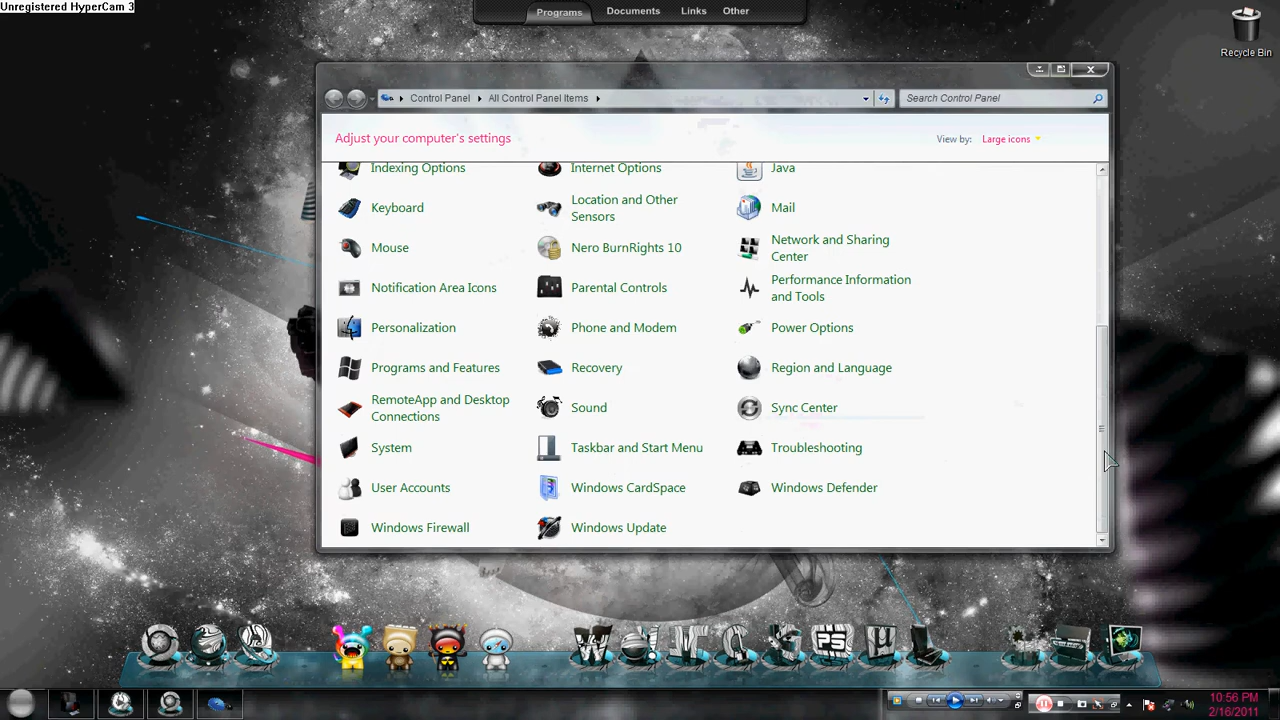 Unregistered HyperCam 3
Programs Documents Links Other
Recycle Bin
Control Panel All Control Panel Items
Search Control Panel
Adjust your computer's settings
View by: Large icons
Indexing Options
Internet Options
Java
Keyboard
Location and Other
Sensors
Mail
Mouse
Nero BurnRights 10
Network and Sharing
Center
Notification Area Icons
Parental Controls
Performance Information
and Tools
Personalization
Phone and Modem
Power Options
Programs and Features
Recovery
Region and Language
RemoteApp and Desktop
Connections
Sound
Sync Center
System
Taskbar and Start Menu
Troubleshooting
User Accounts
Windows CardSpace
Windows Defender
Windows Firewall
Windows Update
PS
10:56 PM
2/16/2011